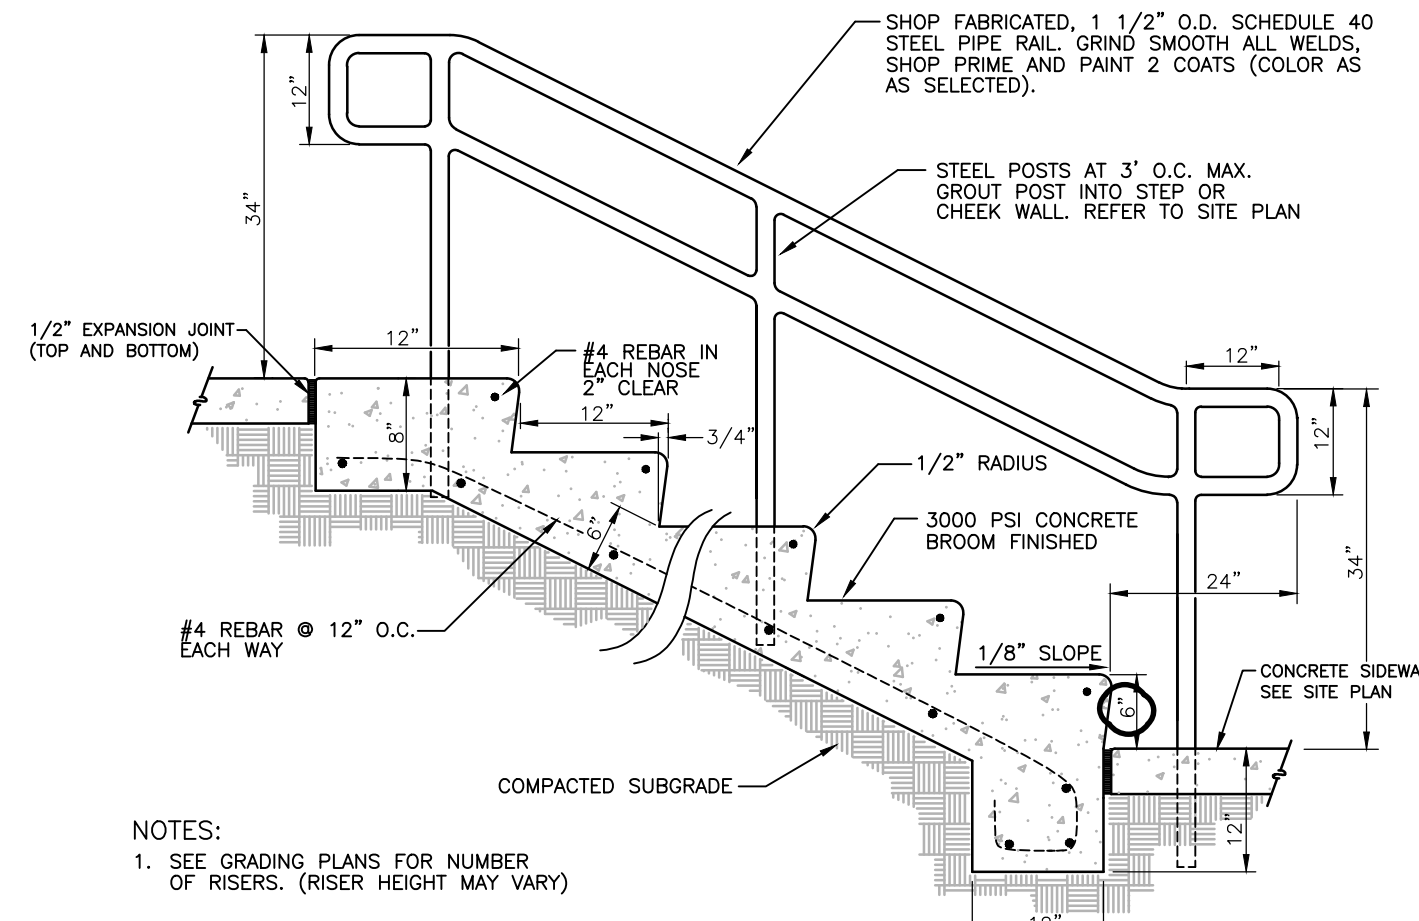 SHOP FABRICATED, 1 1/2" O.D. SCHEDULE 40
STEEL PIPE RAIL. GRIND SMOOTH ALL WELDS,
SHOP PRIME AND PAINT 2 COATS (COLOR AS
AS SELECTED).
12"
34"
STEEL POSTS AT 3' O.C. MAX.
GROUT POST INTO STEP OR
CHEEK WALL. REFER TO SITE PLAN
1/2" EXPANSION JOINT
(TOP AND BOTTOM)
12"
#4 REBAR IN
EACH NOSE
2" CLEAR
12"
12"
12"
8"
3/4"
1/2" RADIUS
6"
3000 PSI CONCRETE
BROOM FINISHED
34"
24"
#4 REBAR @ 12" O.C.
EACH WAY
1/8" SLOPE
6"
CONCRETE SIDEWA
SEE SITE PLAN
COMPACTED SUBGRADE
12"
NOTES:
1. SEE GRADING PLANS FOR NUMBER
OF RISERS. (RISER HEIGHT MAY VARY)